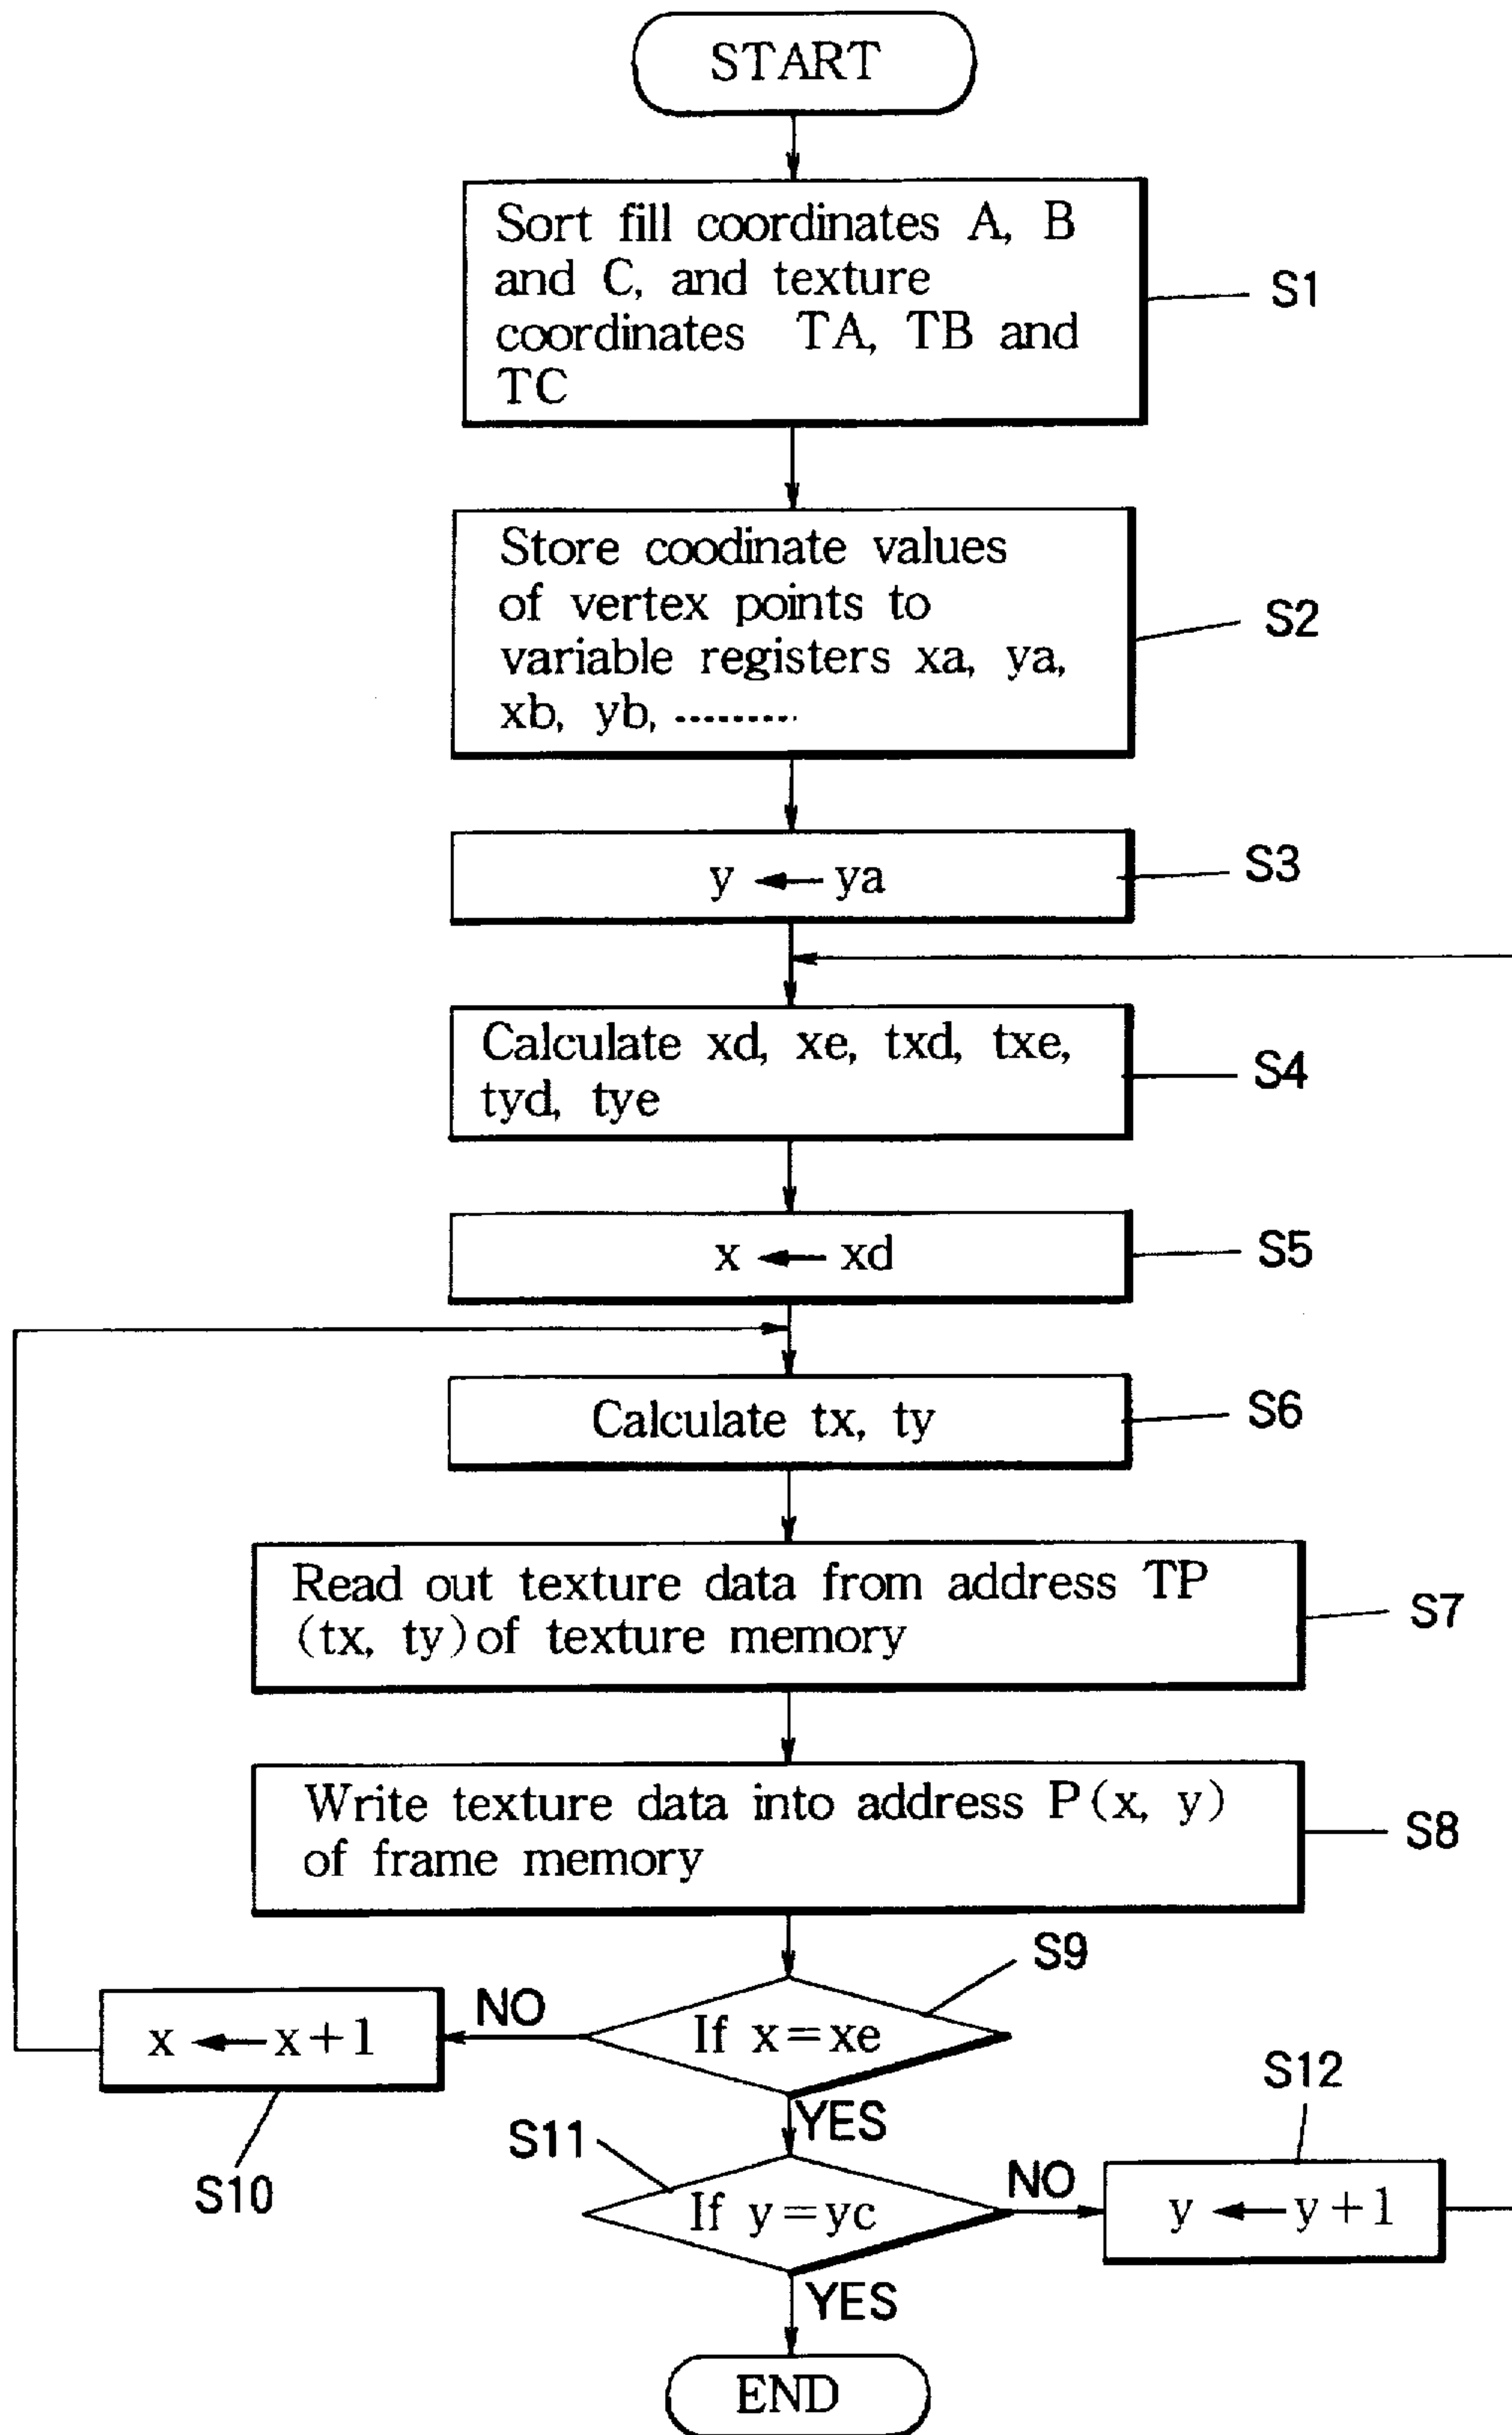 START
Sort fill coordinates A, B
and C, and texture
coordinates TA, TB and
TC
S1
Store coodinate values
of vertex points to
variable registers xa, ya,
xb, yb, ………
S2
y ← ya
S3
Calculate xd, xe, txd, txe,
tyd, tye
S4
x ← xd
S5
Calculate tx, ty
S6
Read out texture data from address TP
(tx, ty) of texture memory
S7
Write texture data into address P(x, y)
of frame memory
S8
S9
If x=xe
NO
x ← x+1
S10
YES
S11
If y=yc
NO
S12
y ← y+1
YES
END